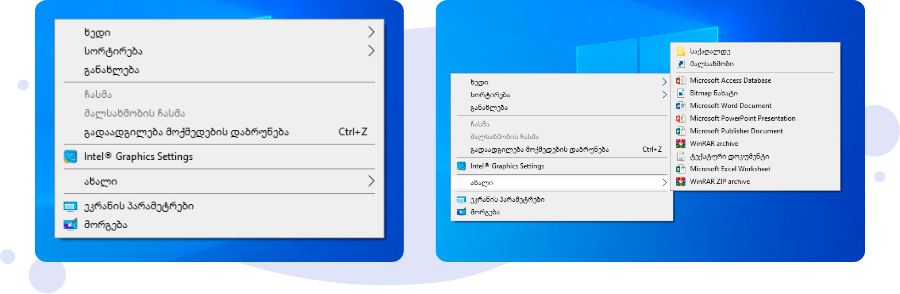 ხედი
სორტირება
განახლება
ჩასმა
მალსახმობის ჩასმა
გადაადგილება მოქმედების დაბრუნება Ctrl+Z
Intel® Graphics Settings
ახალი
ეკრანის პარამეტრები
მორგება
ხედი
სორტირება
განახლება
ჩასმა
მალსახმობის ჩასმა
გადაადგილება მოქმედების დაბრუნება Ctrl+Z
Intel® Graphics Settings
ახალი
ეკრანის პარამეტრები
მორგება
საქაღალდე
მალსახმობი
Microsoft Access Database
Bitmap ნახატი
Microsoft Word Document
Microsoft PowerPoint Presentation
Microsoft Publisher Document
WinRAR archive
ტექსტური დოკუმენტი
Microsoft Excel Worksheet
WinRAR ZIP archive